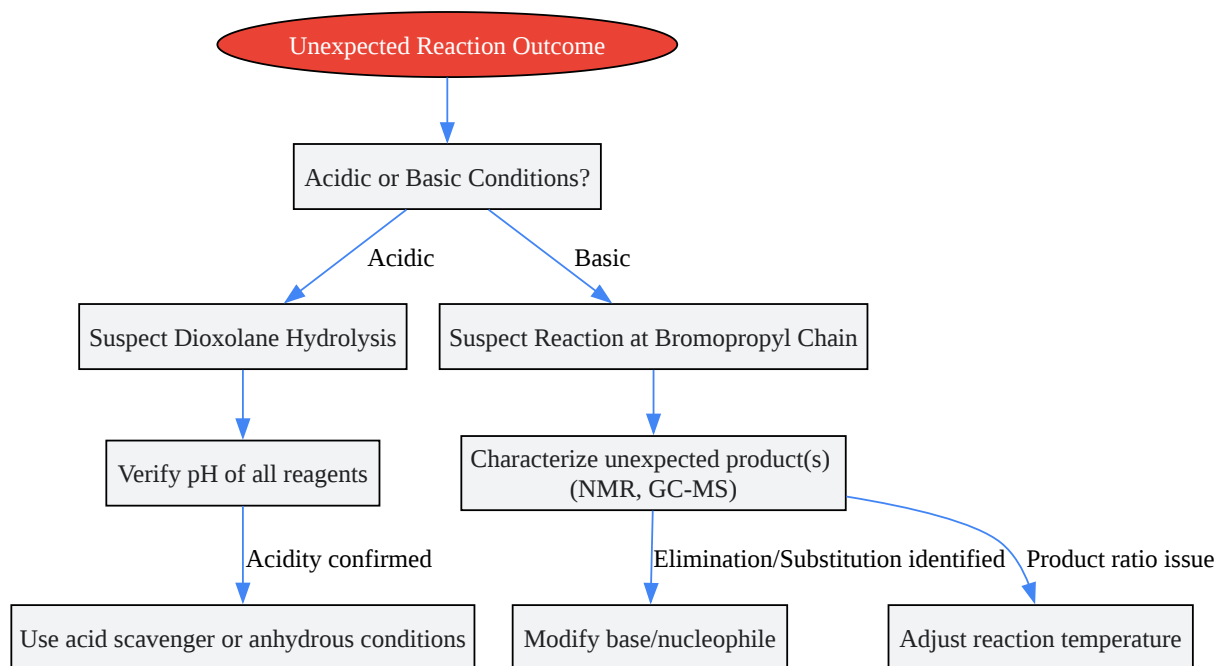 Unexpected Reaction Outcome
Acidic or Basic Conditions?
Acidic
Basic
Suspect Dioxolane Hydrolysis
Suspect Reaction at Bromopropyl Chain
Verify pH of all reagents
Characterize unexpected product(s)
(NMR, GC-MS)
Acidity confirmed
Elimination/Substitution identified
Product ratio issue
Use acid scavenger or anhydrous conditions
Modify base/nucleophile
Adjust reaction temperature